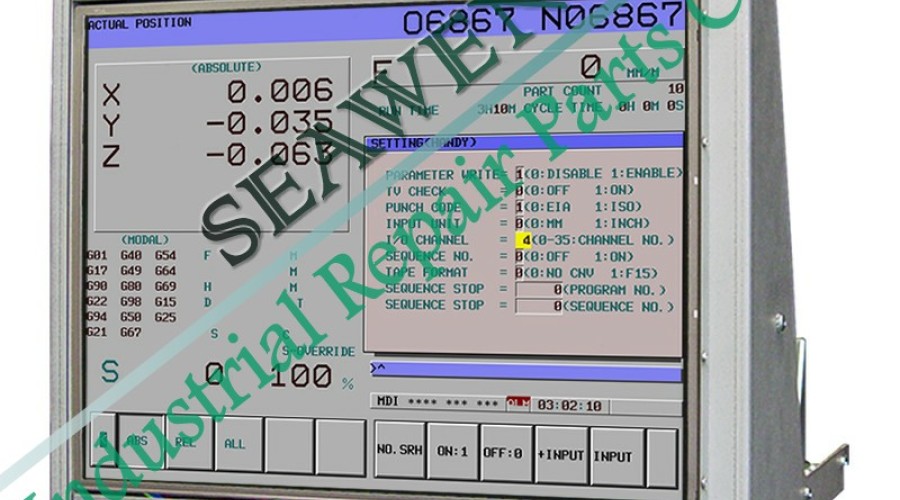 ACTUAL POSITION
O6867 N06867
(ABSOLUTE)
X 0.006
Y -0.035
Z -0.063
F 0 MM/M
PART COUNT 10
RUN TIME 3H10M CYCLE TIME 0H 0M 0S
SETTING(HANDY)
PARAMETER WRITE= 1(0:DISABLE 1:ENABLE)
TV CHECK = 0(0:OFF 1:ON)
PUNCH CODE = 1(0:EIA 1:ISO)
INPUT UNIT = 0(0:MM 1:INCH)
I/O CHANNEL = 4(0-35:CHANNEL NO.)
SEQUENCE NO. = 0(0:OFF 1:ON)
TAPE FORMAT = 0(0:NO CNV 1:F15)
SEQUENCE STOP = 0(PROGRAM NO.)
SEQUENCE STOP = 0(SEQUENCE NO.)
(MODAL)
G01 G40 G54 F M
G17 G49 G64 M
G90 G80 G69 H M
G22 G98 G15 D T
G94 G50 G25
G21 G67 S
S-OVERRIDE
S 0 100 %
>^
MDI **** *** *** ALM 03:02:10
ABS REL ALL
NO.SRH ON:1 OFF:0 +INPUT INPUT
SEAWER
Industrial Repair Parts C